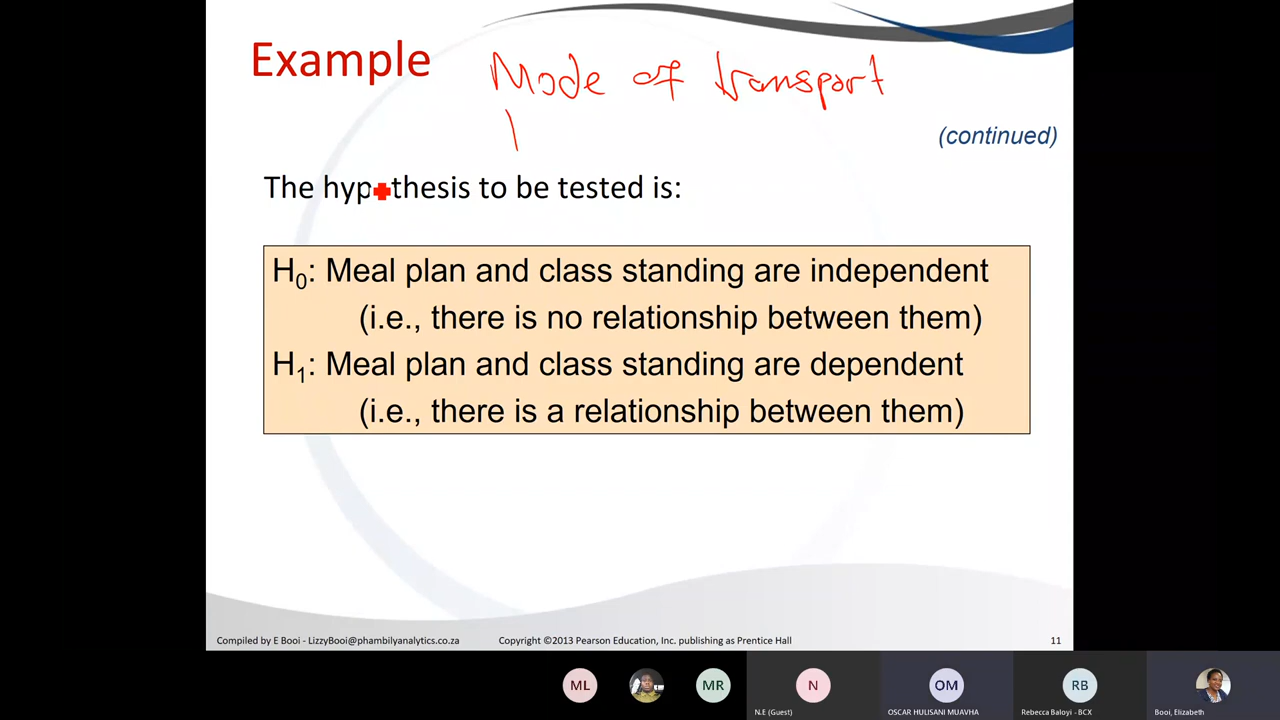 Example
Mode of transport
(continued)
The hypothesis to be tested is:
H0: Meal plan and class standing are independent
(i.e., there is no relationship between them)
H1: Meal plan and class standing are dependent
(i.e., there is a relationship between them)
Compiled by E Booi - LizzyBooi@phambilyanalytics.co.za
Copyright ©2013 Pearson Education, Inc. publishing as Prentice Hall
11
ML
MR
N
OM
RB
N.E (Guest)
OSCAR HULISANI MUAVHA
Rebecca Baloyi - BCX
Booi, Elizabeth